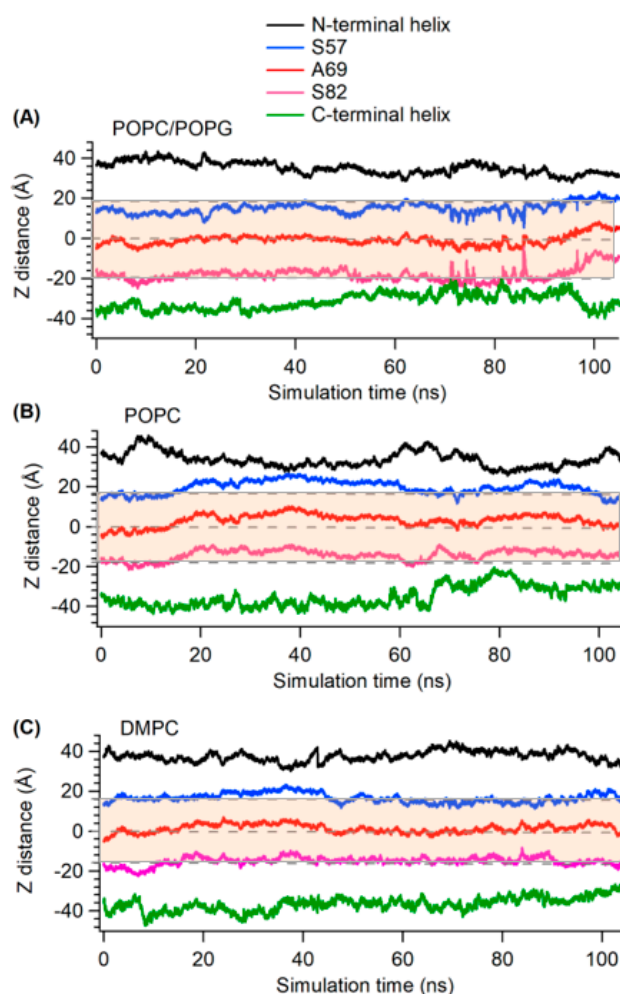 N-terminal helix
S57
A69
S82
C-terminal helix
(A)
POPC/POPG
Z distance (Å)
40
20
0
-20
-40
0 20 40 60 80 100
Simulation time (ns)
(B)
POPC
Z distance (Å)
40
20
0
-20
-40
0 20 40 60 80 100
Simulation time (ns)
(C)
DMPC
Z distance (Å)
40
20
0
-20
-40
0 20 40 60 80 100
Simulation time (ns)